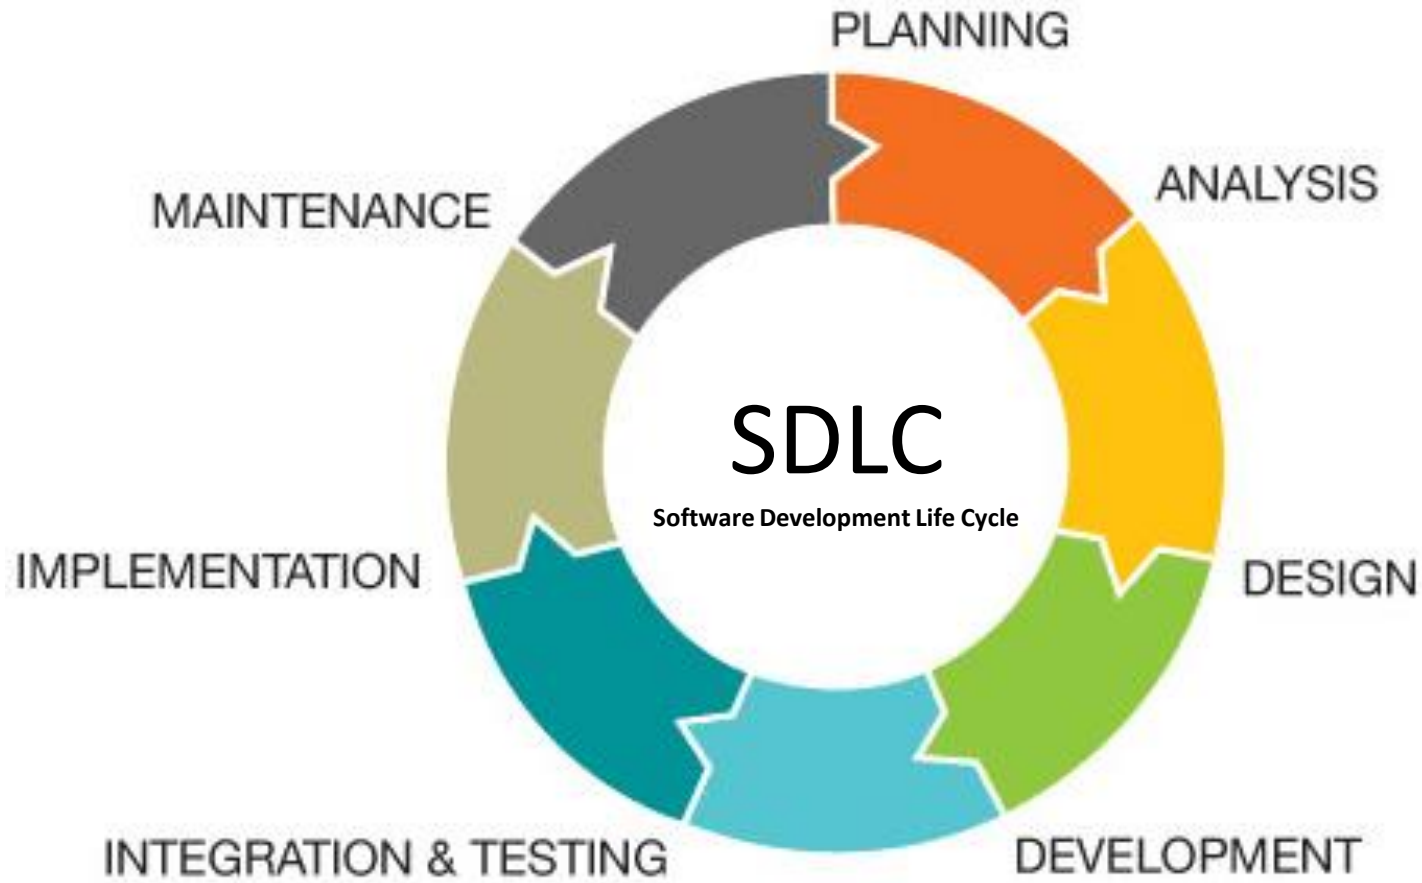 PLANNING
ANALYSIS
MAINTENANCE
SDLC
Software Development Life Cycle
IMPLEMENTATION
DESIGN
INTEGRATION & TESTING
DEVELOPMENT